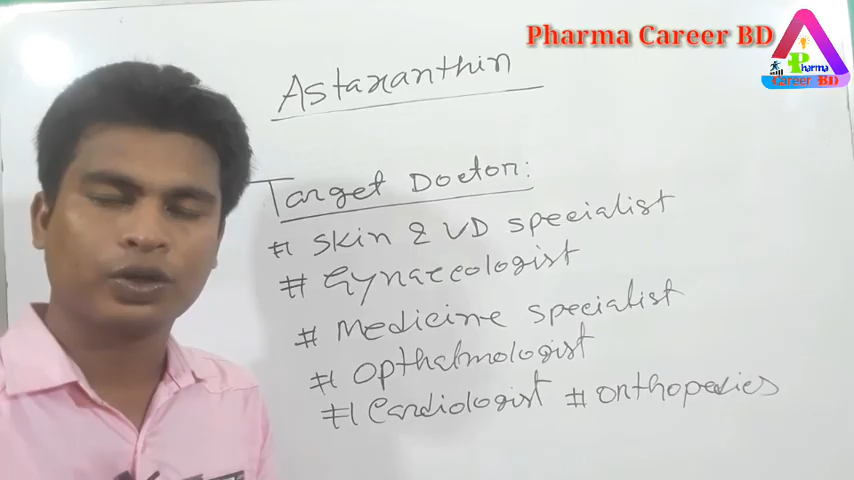 Pharma Career BD
Pharma
Career BD
Astaxanthin
Target Doctor:
# Skin & VD specialist
# Gynaecologist
# Medicine specialist
# Opthalmologist
# Cardiologist # Orthopedics